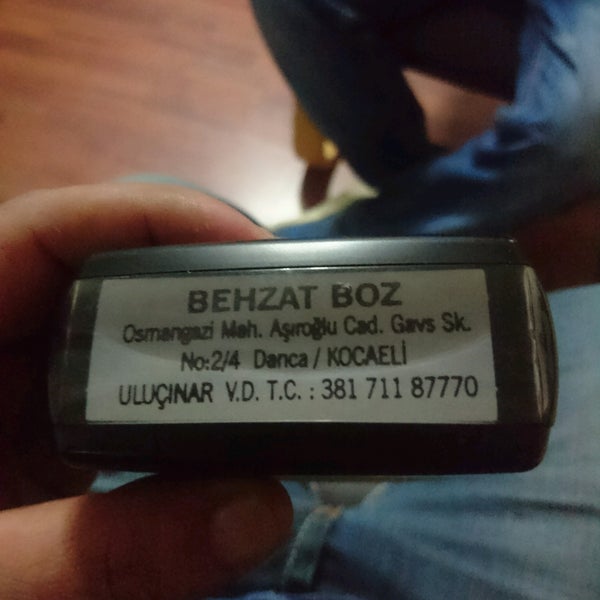 BEHZAT BOZ
Osmangazi Mah. Aşıroğlu Cad. Gavs Sk.
No:2/4 Darıca / KOCAELİ
ULUÇINAR V.D. T.C. : 381 711 87770